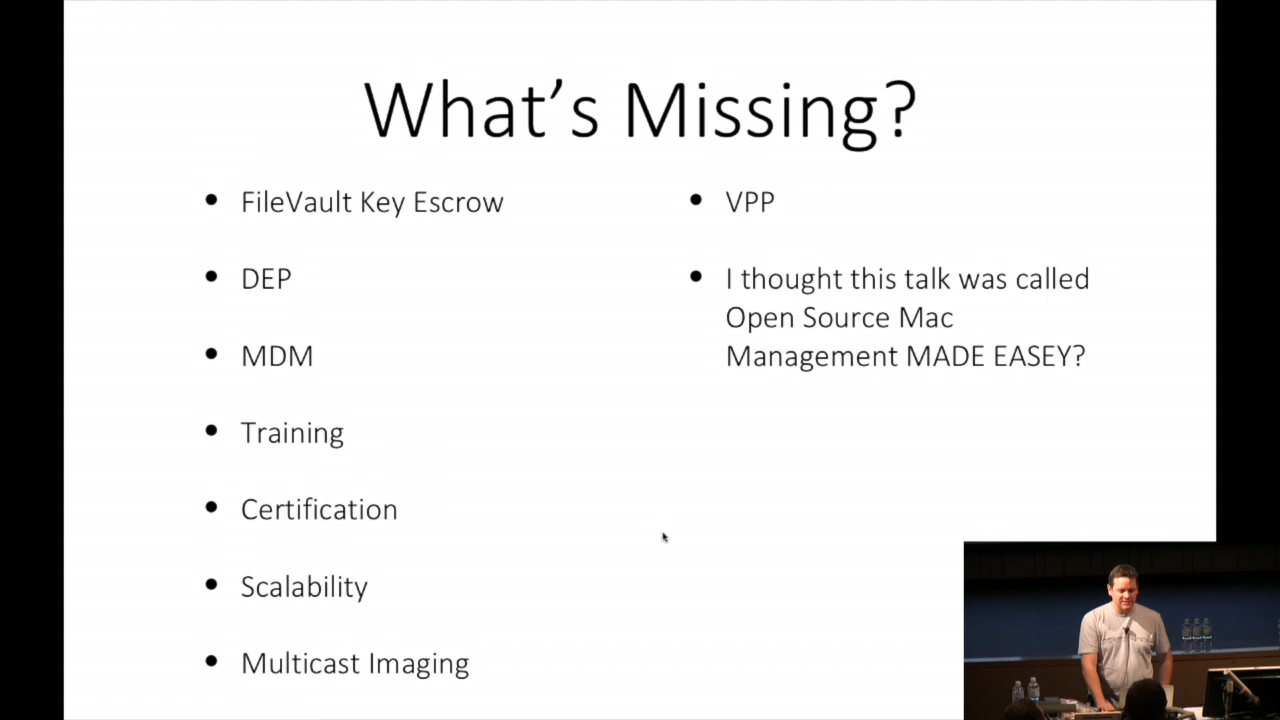 What's Missing?
• FileVault Key Escrow
• DEP
• MDM
• Training
• Certification
• Scalability
• Multicast Imaging
• VPP
• I thought this talk was called
Open Source Mac
Management MADE EASEY?